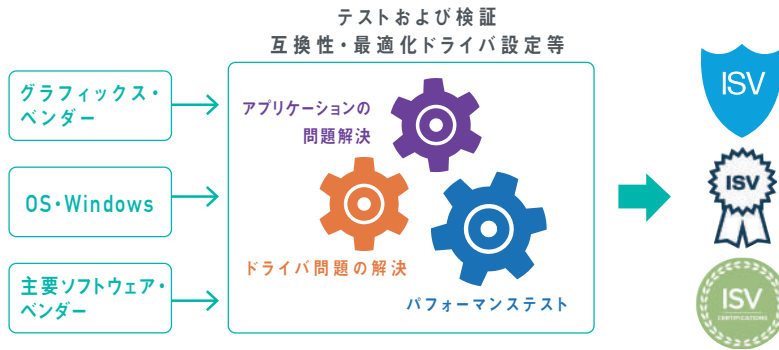 テストおよび検証
互換性・最適化ドライバ設定等
グラフィックス・
ベンダー
OS・Windows
主要ソフトウェア・
ベンダー
アプリケーションの
問題解決
ドライバ問題の解決
パフォーマンステスト
ISV
ISV
ISV
CERTIFICATIONS